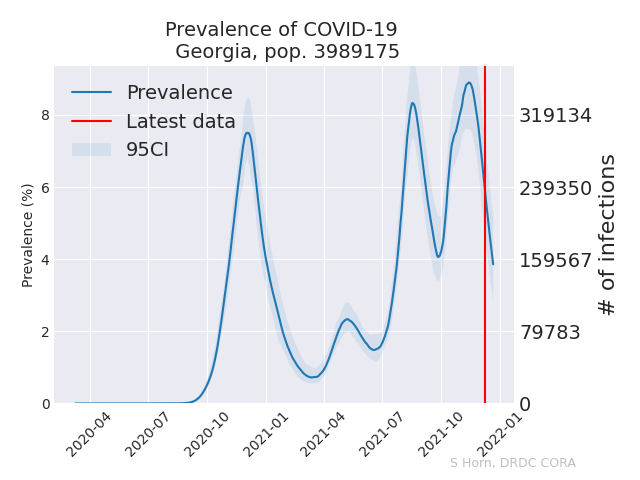 Prevalence of COVID-19
Georgia, pop. 3989175
Prevalence
Latest data
95CI
Prevalence (%)
8
6
4
2
0
319134
239350
159567
79783
0
# of infections
2020-04
2020-07
2020-10
2021-01
2021-04
2021-07
2021-10
2022-01
S Horn, DRDC CORA